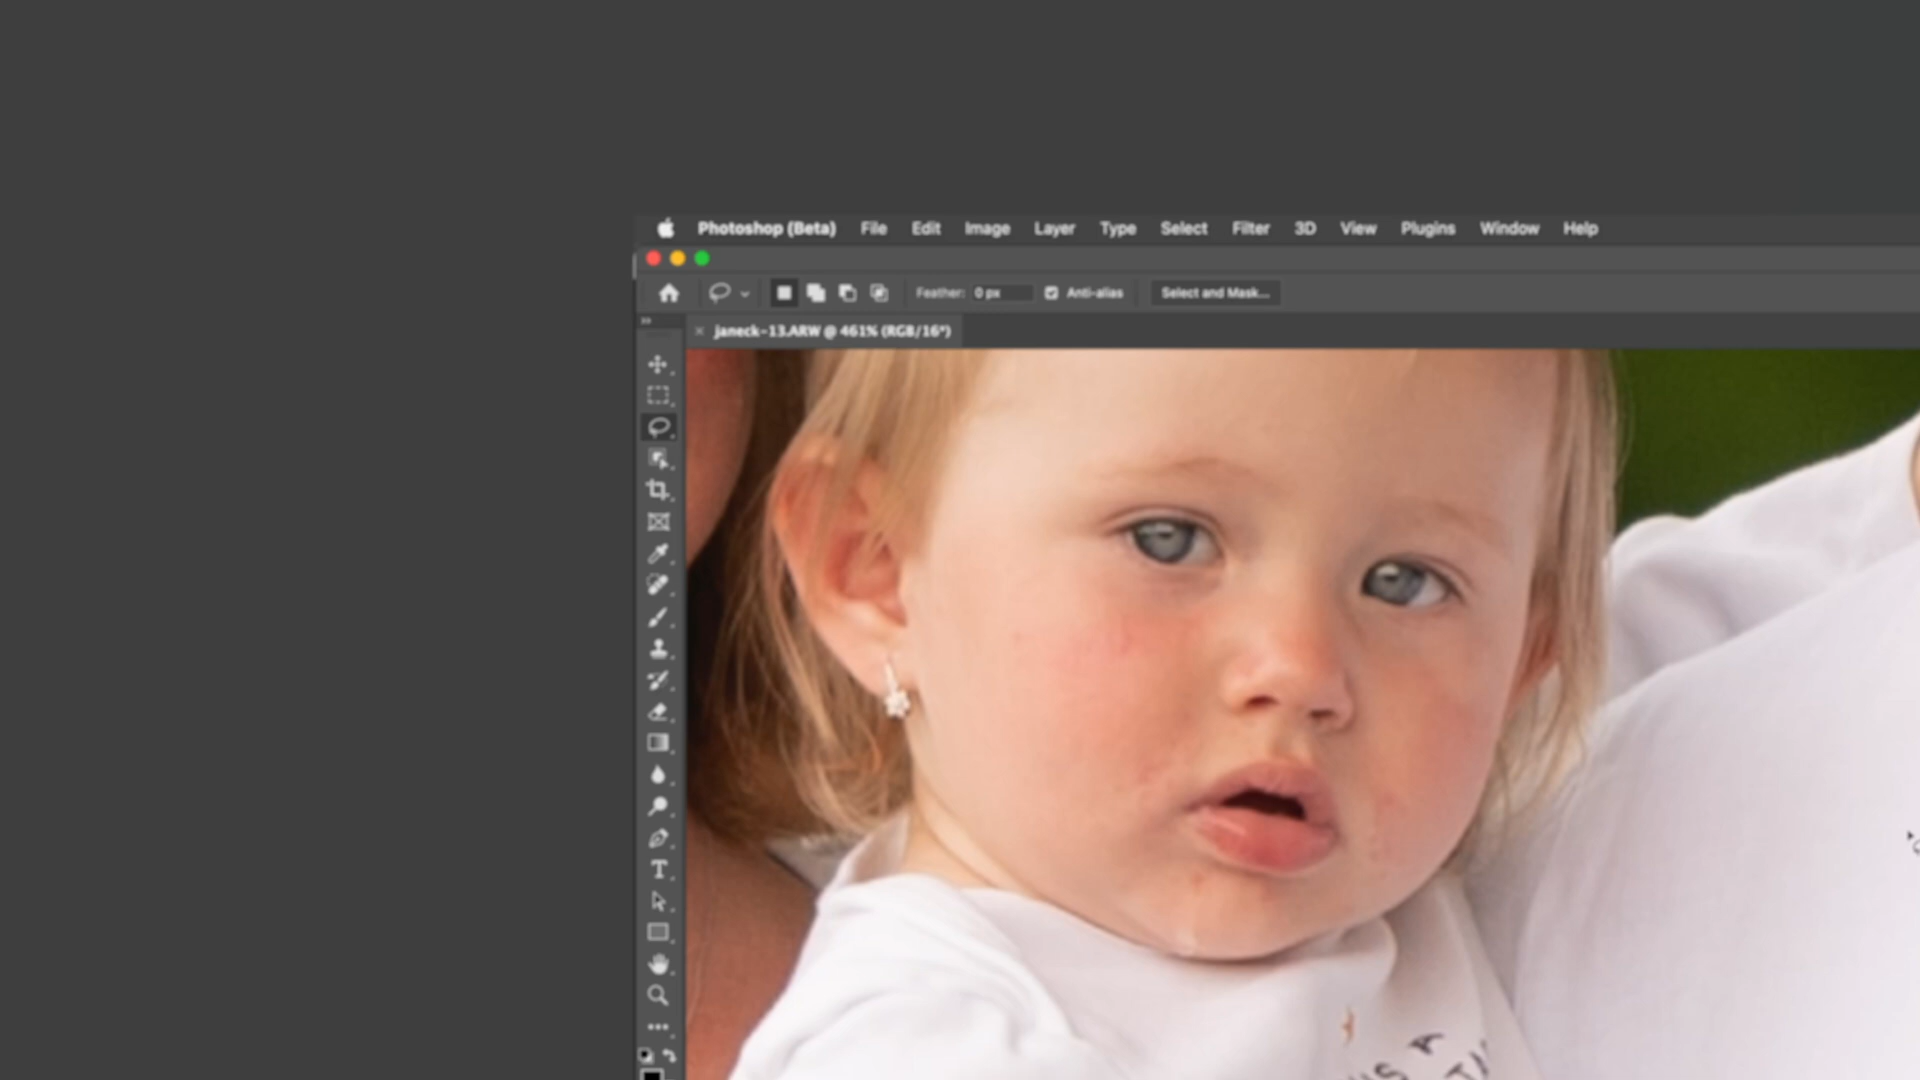 Photoshop (Beta) File Edit Image Layer Type Select Filter 3D View Plugins Window Help
Feather: 0 px Anti-alias Select and Mask...
janeck-13.ARW @ 461% (RGB/16*)
A